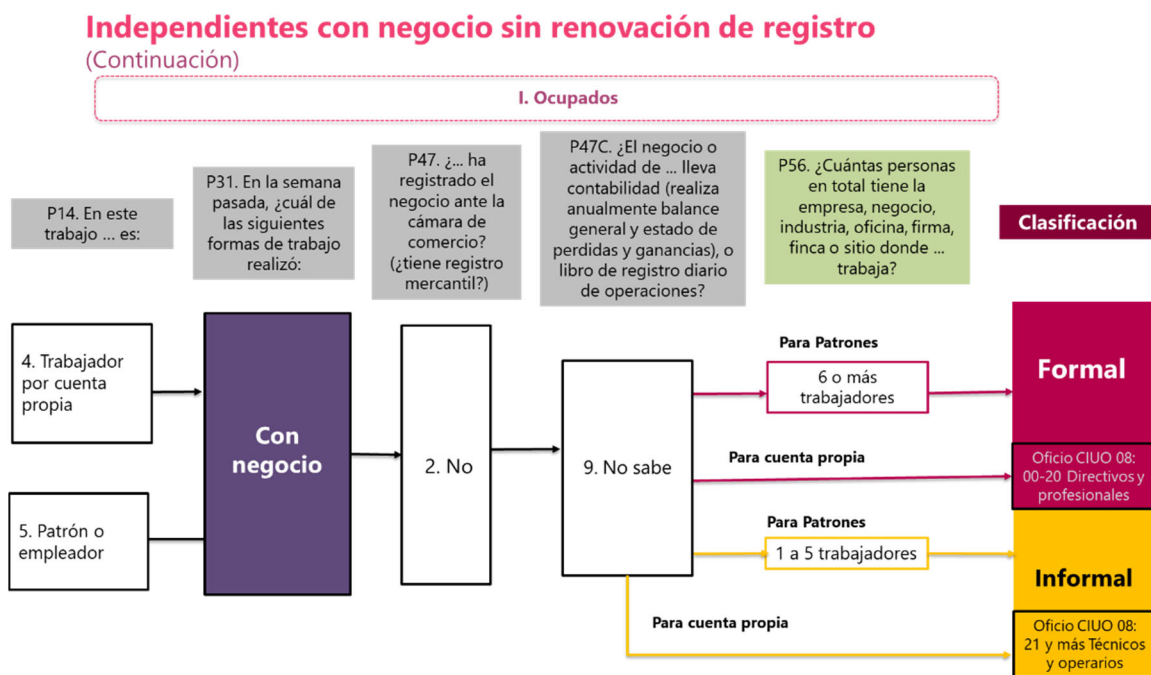 Independientes con negocio sin renovación de registro
(Continuación)
I. Ocupados
P14. En este
trabajo ... es:
P31. En la semana
pasada, ¿cuál de
las siguientes
formas de trabajo
realizó:
P47. ¿... ha
registrado el
negocio ante la
cámara de
comercio?
(¿tiene registro
mercantil?)
P47C. ¿El negocio o
actividad de ... lleva
contabilidad (realiza
anualmente balance
general y estado de
perdidas y ganancias), o
libro de registro diario
de operaciones?
P56. ¿Cuántas personas
en total tiene la
empresa, negocio,
industria, oficina, firma,
finca o sitio donde ...
trabaja?
Clasificación
4. Trabajador
por cuenta
propia
5. Patrón o
empleador
Con
negocio
2. No
9. No sabe
Para Patrones
6 o más
trabajadores
Formal
Para cuenta propia
Oficio CIUO 08:
00-20 Directivos y
profesionales
Para Patrones
1 a 5 trabajadores
Informal
Para cuenta propia
Oficio CIUO 08:
21 y más Técnicos
y operarios